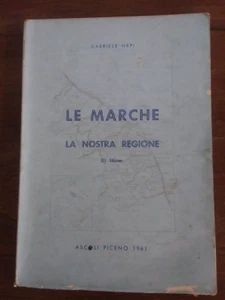 GABRIELE NEPI
LE MARCHE
LA NOSTRA REGIONE
ASCOLI PICENO 1961